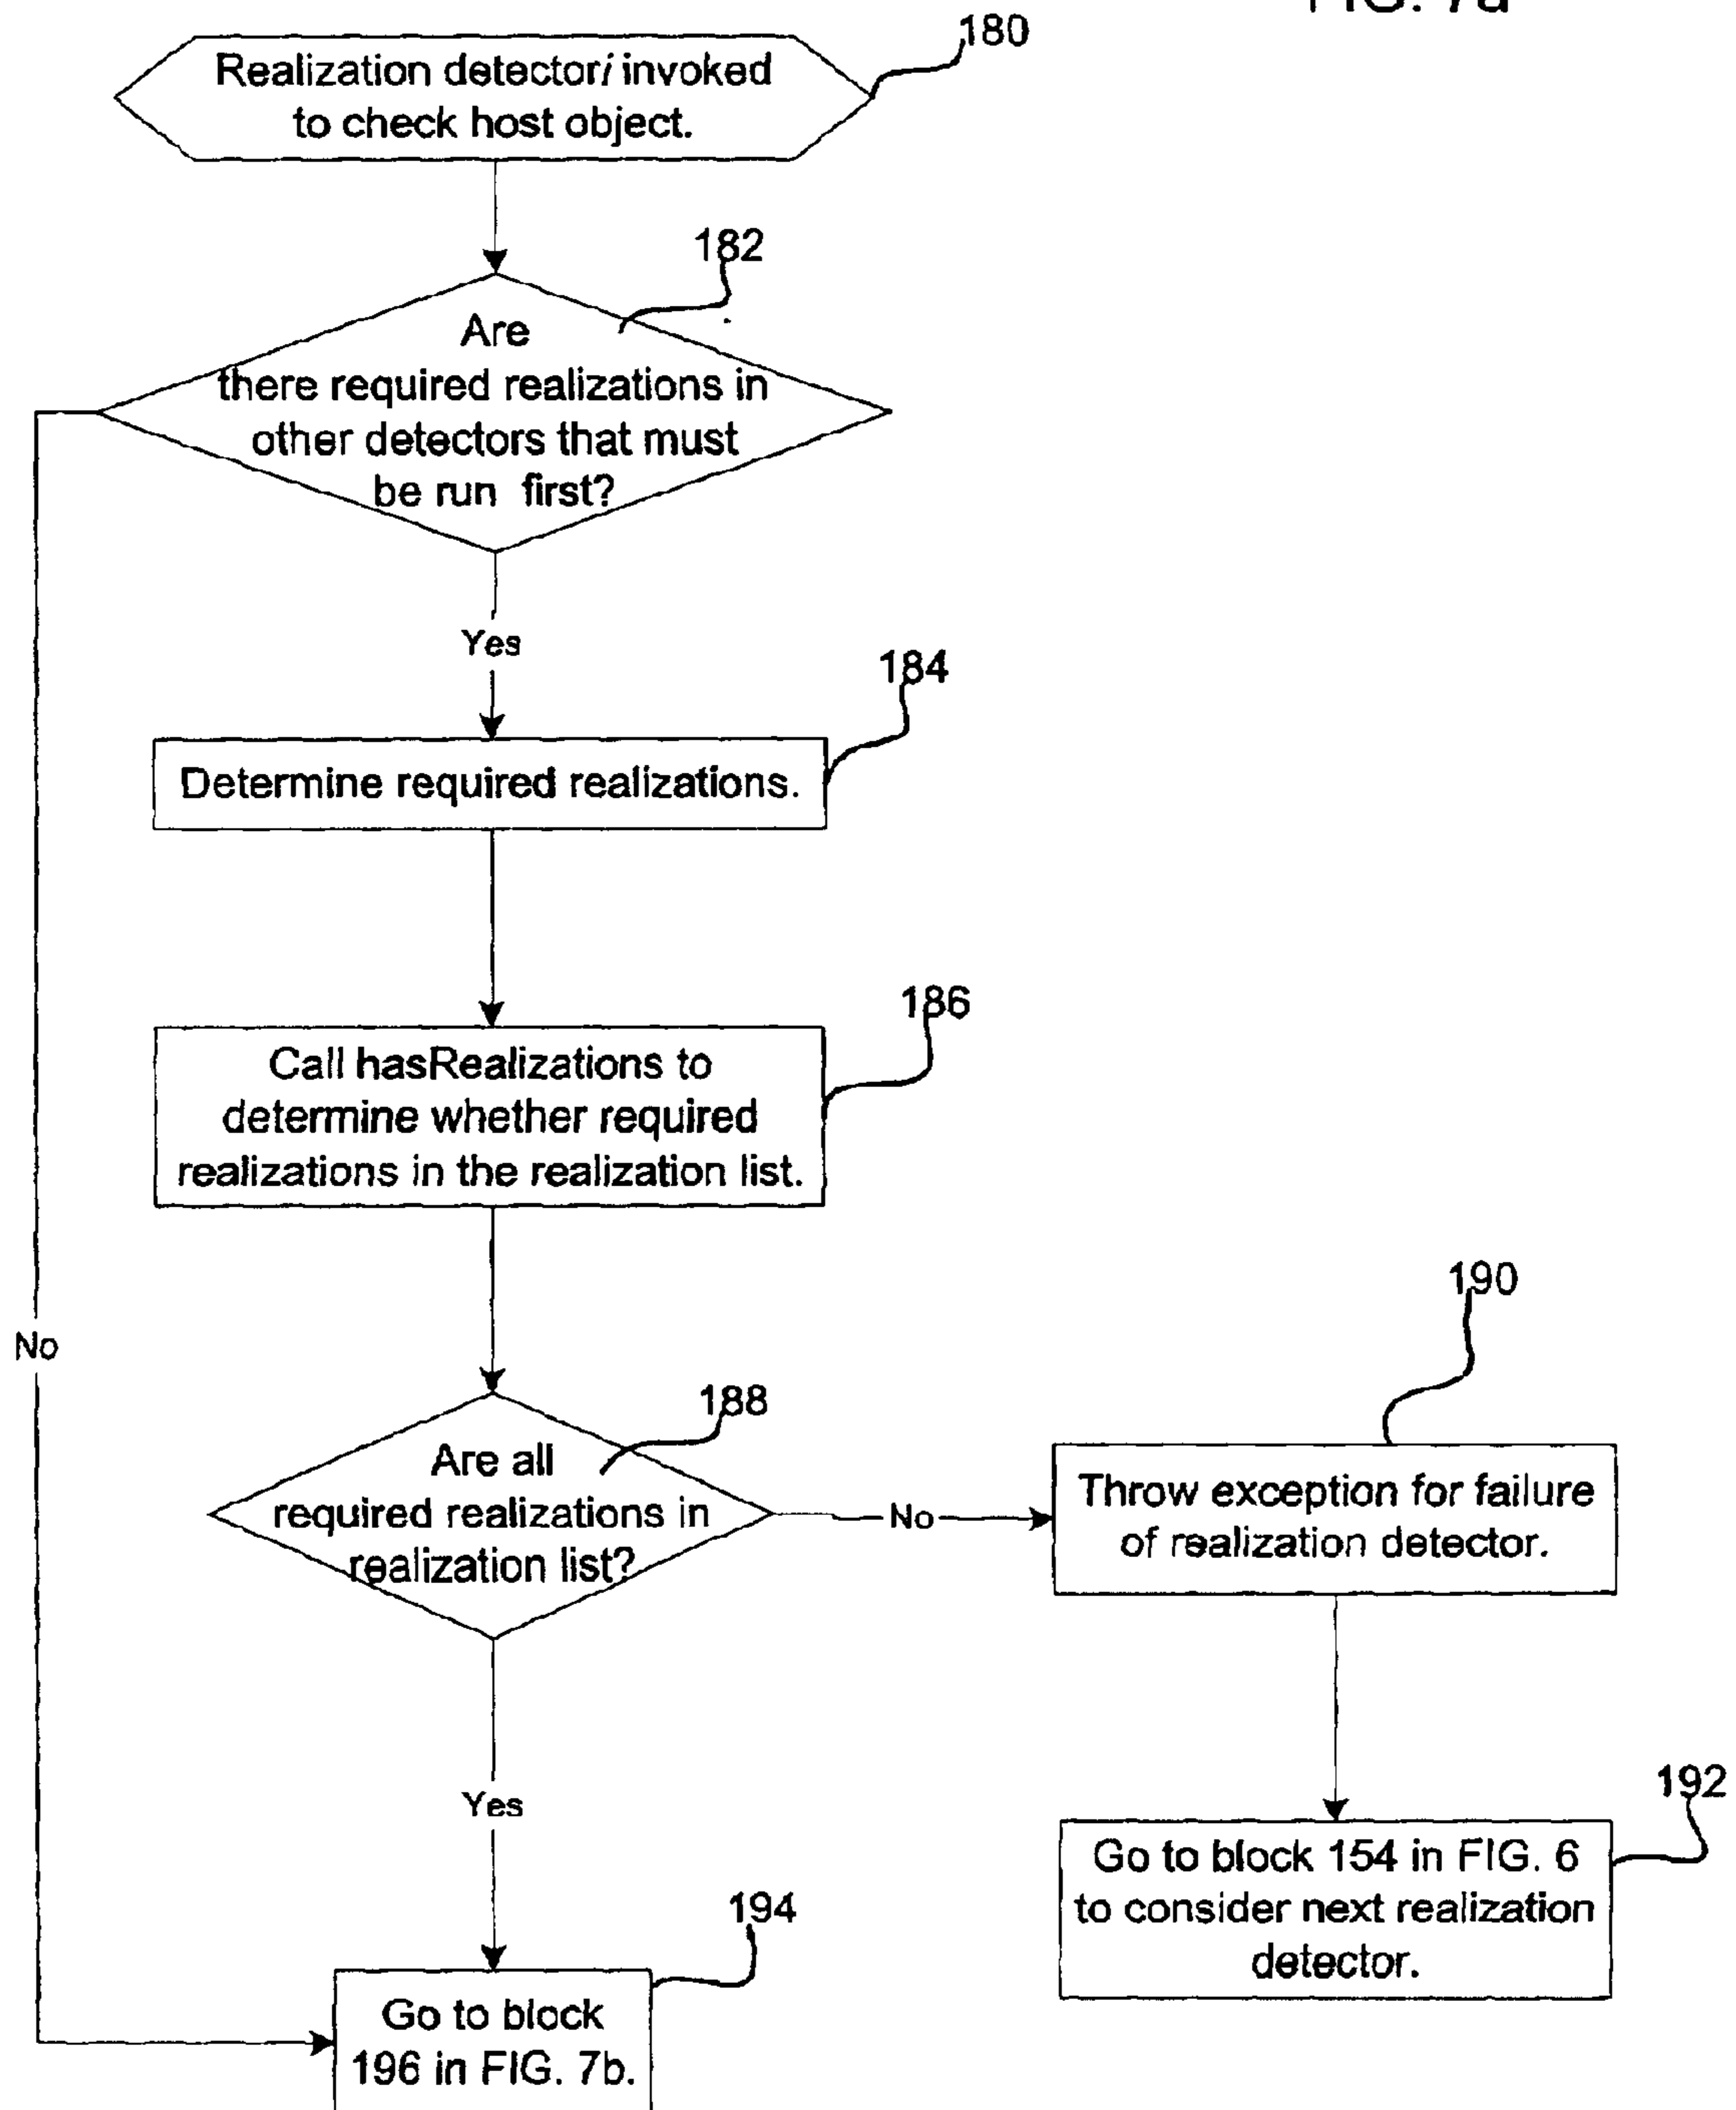 FIG. 7a
180
Realization detector i invoked
to check host object.
182
Are
there required realizations in
other detectors that must
be run first?
Yes
184
Determine required realizations.
186
Call hasRealizations to
determine whether required
realizations in the realization list.
No
188
Are all
required realizations in
realization list?
No
190
Throw exception for failure
of realization detector.
Yes
192
Go to block 154 in FIG. 6
to consider next realization
detector.
194
Go to block
196 in FIG. 7b.